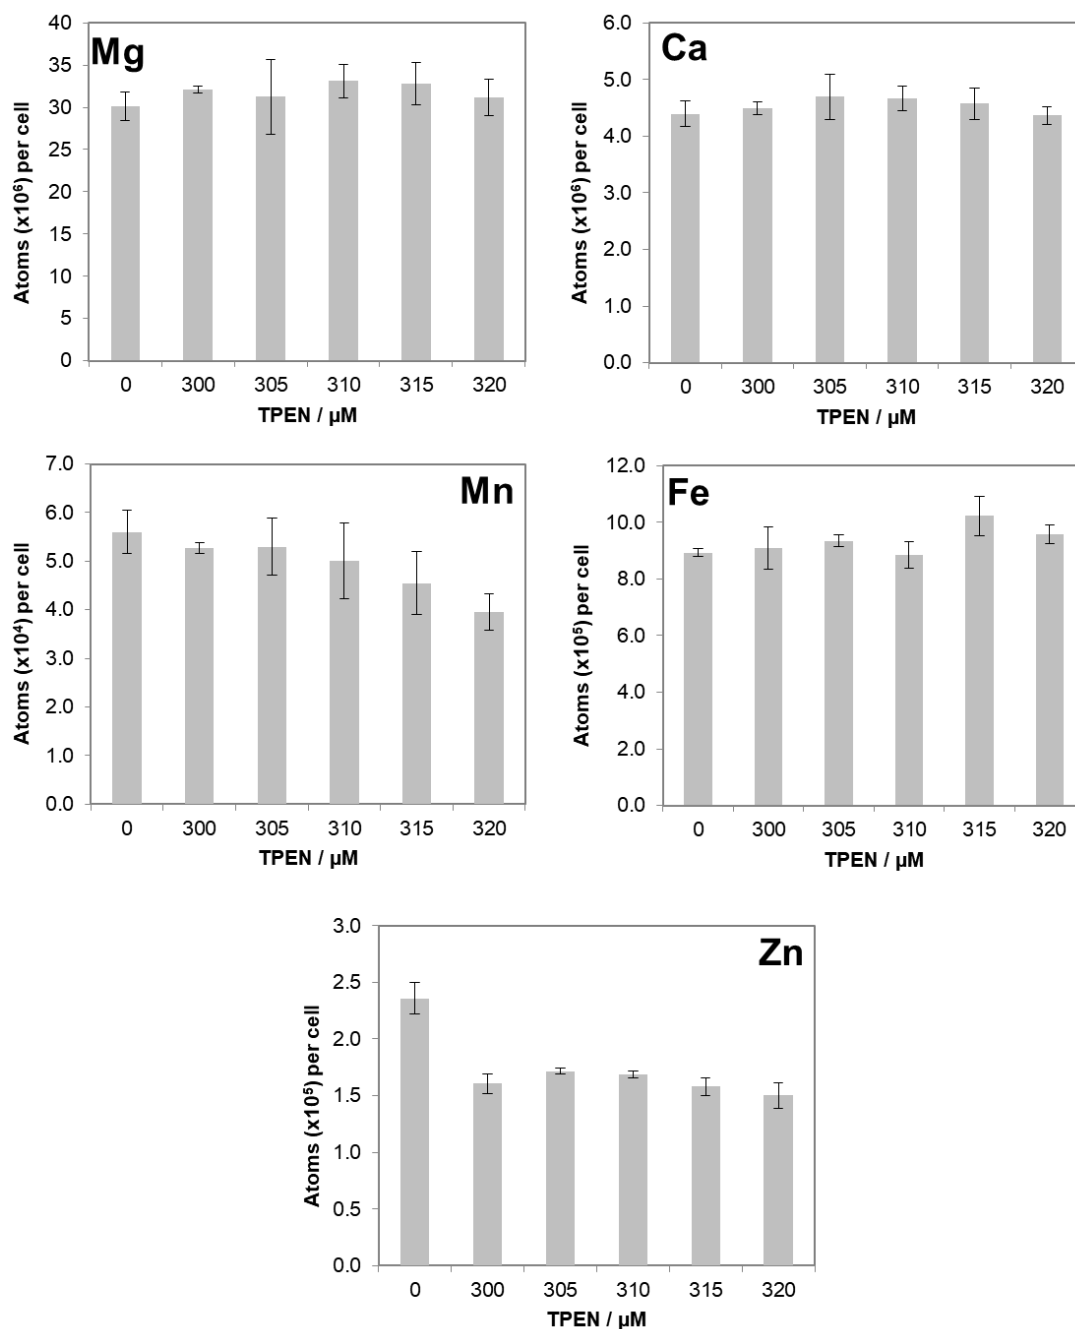 Mg
Atoms (x10⁶) per cell
40
35
30
25
20
15
10
5
0
0 300 305 310 315 320
TPEN / µM
Ca
Atoms (x10⁶) per cell
6.0
5.0
4.0
3.0
2.0
1.0
0.0
0 300 305 310 315 320
TPEN / µM
Mn
Atoms (x10⁴) per cell
7.0
6.0
5.0
4.0
3.0
2.0
1.0
0.0
0 300 305 310 315 320
TPEN / µM
Fe
Atoms (x10⁵) per cell
12.0
10.0
8.0
6.0
4.0
2.0
0.0
0 300 305 310 315 320
TPEN / µM
Zn
Atoms (x10⁵) per cell
3.0
2.5
2.0
1.5
1.0
0.5
0.0
0 300 305 310 315 320
TPEN / µM